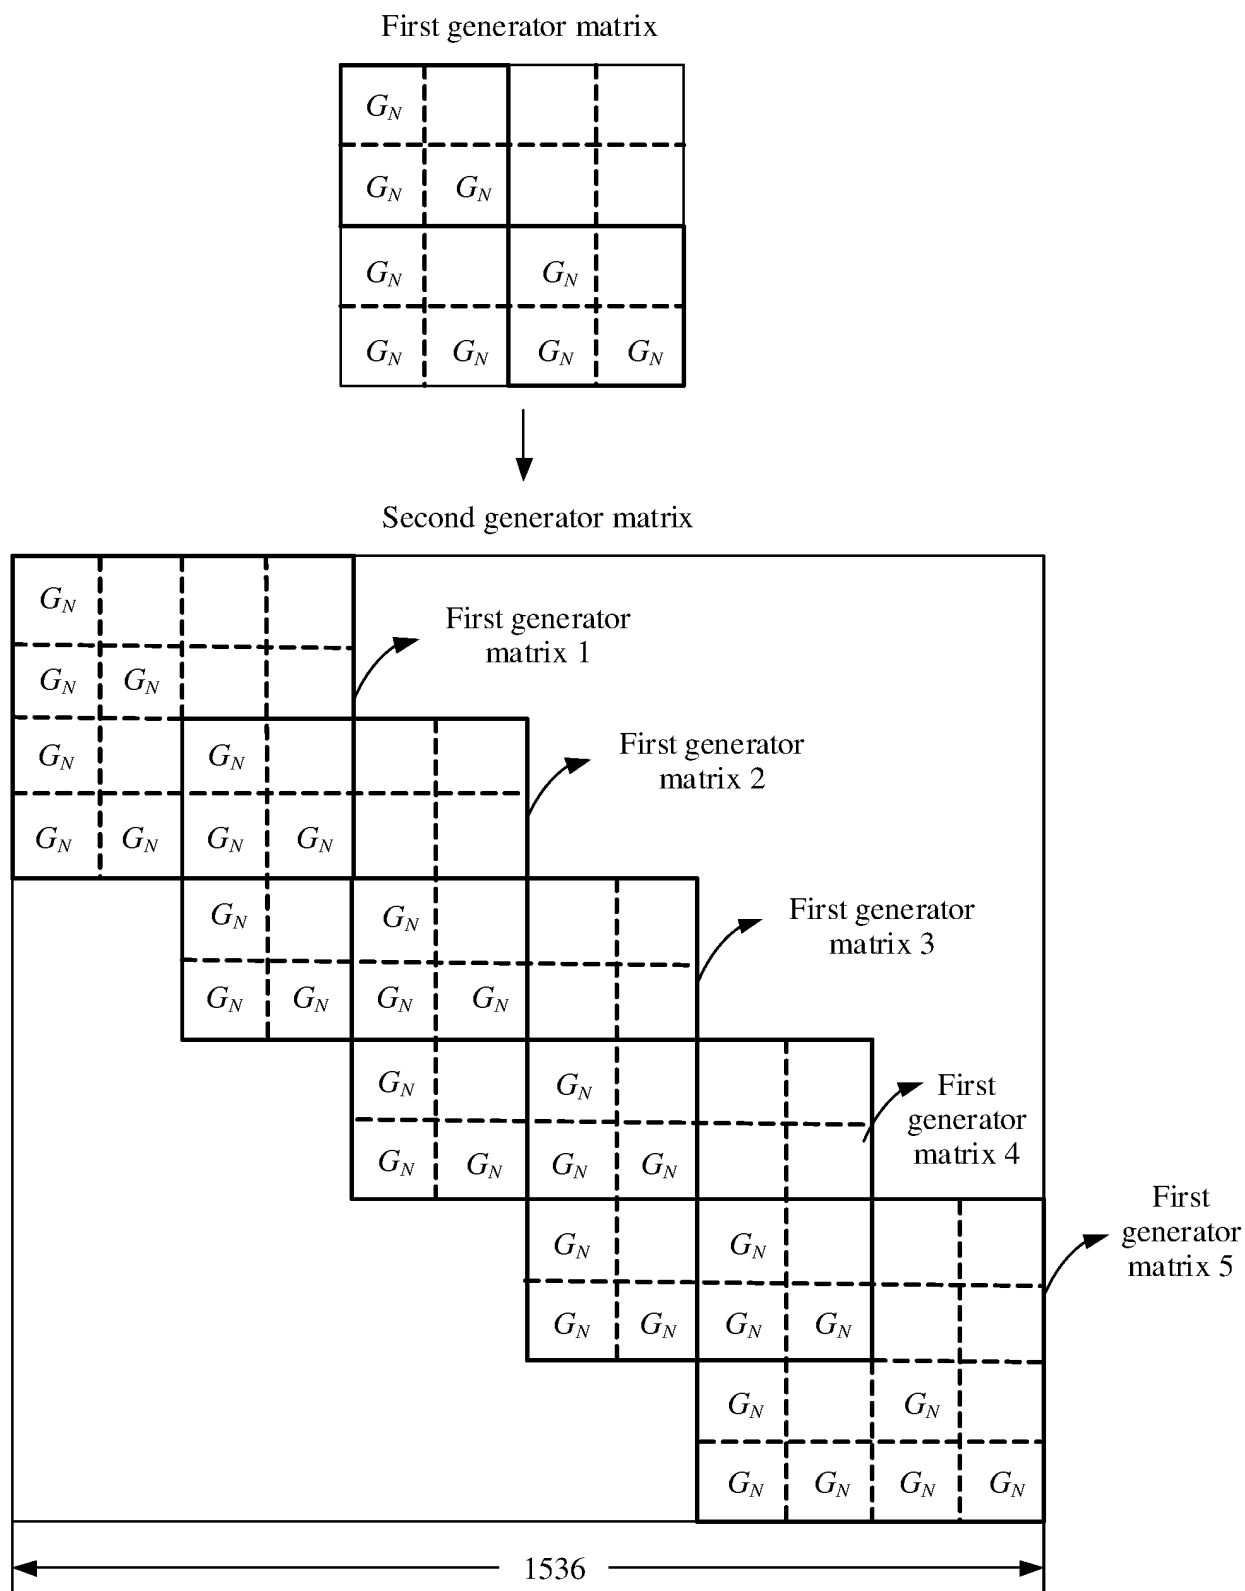 First generator matrix
G_N
G_N G_N
G_N G_N
G_N G_N G_N G_N
Second generator matrix
G_N
First generator
matrix 1
G_N G_N
G_N G_N
First generator
matrix 2
G_N G_N G_N G_N
G_N G_N
First generator
matrix 3
G_N G_N G_N G_N
G_N G_N
First
generator
matrix 4
G_N G_N G_N G_N
G_N G_N
First
generator
matrix 5
G_N G_N G_N G_N
G_N G_N
G_N G_N G_N G_N
1536